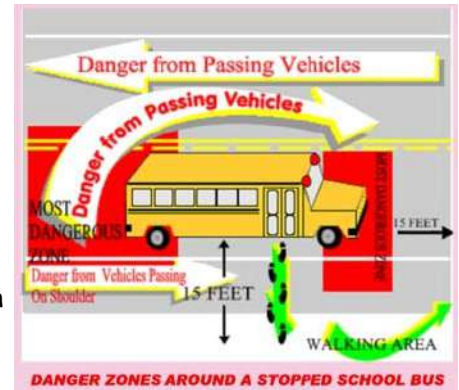 Danger from Passing Vehicles
Danger from Passing Vehicles
MOST
DANGEROUS
ZONE
MOST DANGEROUS ZONE
15 FEET
Danger from Vehicles Passing
On Shoulder
15 FEET
WALKING AREA
DANGER ZONES AROUND A STOPPED SCHOOL BUS